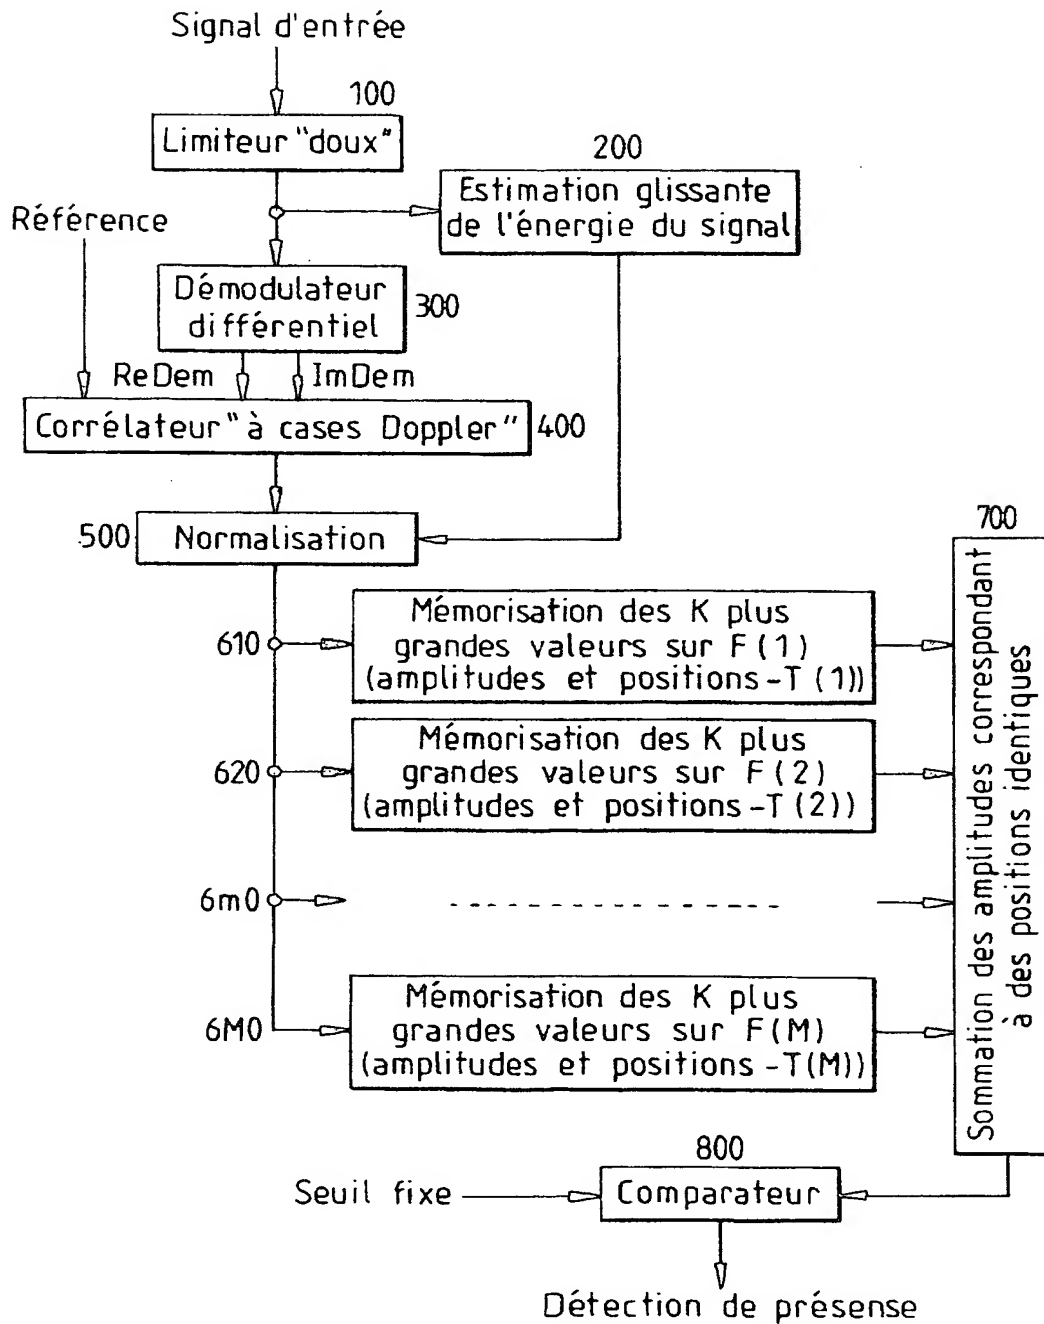 Signal d'entrée
100
Limiteur "doux"
200
Estimation glissante
de l'énergie du signal
Référence
Démodulateur
différentiel
300
ReDem
ImDem
Corrélateur "à cases Doppler"
400
500
Normalisation
700
610
Mémorisation des K plus
grandes valeurs sur F(1)
(amplitudes et positions -T(1))
620
Mémorisation des K plus
grandes valeurs sur F(2)
(amplitudes et positions -T(2))
6m0
6M0
Mémorisation des K plus
grandes valeurs sur F(M)
(amplitudes et positions -T(M))
Sommation des amplitudes correspondant
à des positions identiques
800
Seuil fixe
Comparateur
Détection de présense